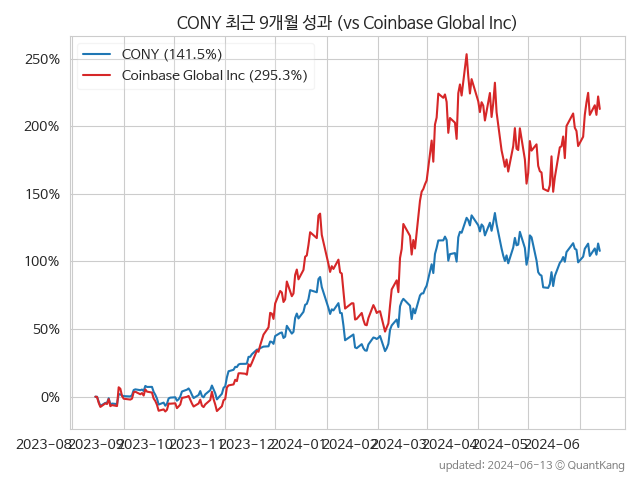 CONY 최근 9개월 성과 (vs Coinbase Global Inc)
CONY (141.5%)
Coinbase Global Inc (295.3%)
250%
200%
150%
100%
50%
0%
2023-08 2023-09 2023-10 2023-11 2023-12 2024-01 2024-02 2024-03 2024-04 2024-05 2024-06
updated: 2024-06-13 © QuantKang